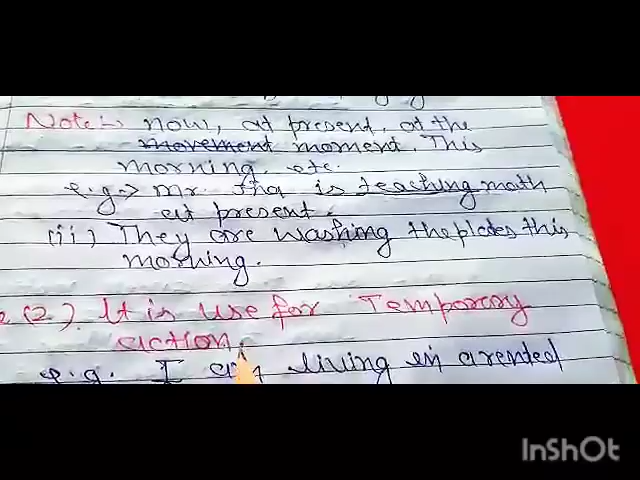 Note:- now, at present, at the
movement moment. This
morning. etc.
e.g → Mr. Jha is teaching math
at present.
(ii) They are washing the plates this
morning.
(2). It is use for Temporary
action.
e.g. I am living in a rented
InShOt